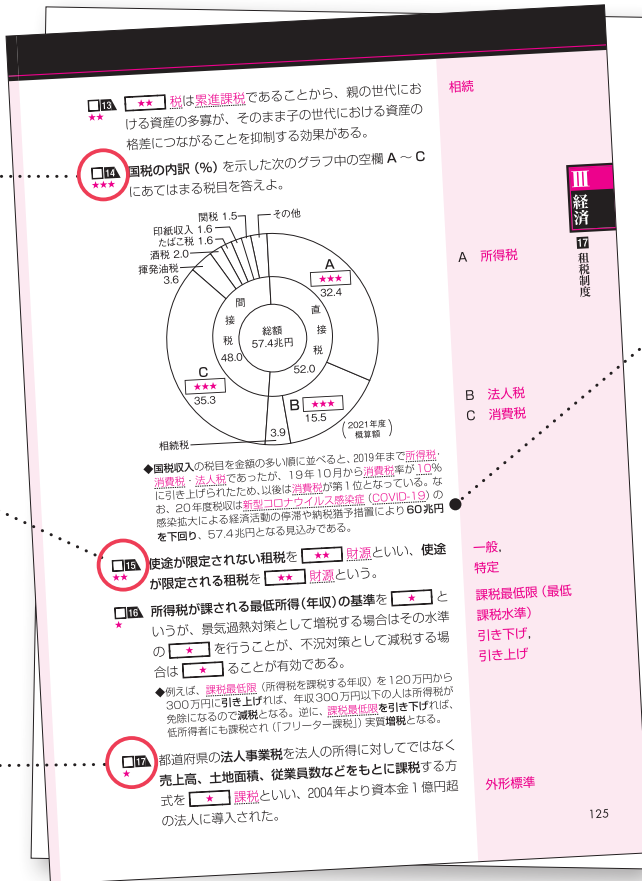 □13 ★★ ★★ 税は累進課税であることから、親の世代にお
ける資産の多寡が、そのまま子の世代における資産の
格差につながることを抑制する効果がある。
相続
□14 ★★★ 国税の内訳(%)を示した次のグラフ中の空欄A～C
にあてはまる税目を答えよ。
関税 1.5
その他
印紙収入 1.6
たばこ税 1.6
酒税 2.0
揮発油税
3.6
A
★★★
32.4
間接税
48.0
総額
57.4兆円
直接税
52.0
C
★★★
35.3
B ★★★
15.5
3.9
相続税
(2021年度
概算額)
A 所得税
B 法人税
C 消費税
◆国税収入の税目を金額の多い順に並べると、2019年まで所得税・
消費税・法人税であったが、19年10月から消費税率が10%
に引き上げられたため、以後は消費税が第1位となっている。な
お、20年度税収は新型コロナウイルス感染症(COVID-19)の
感染拡大による経済活動の停滞や納税猶予措置により60兆円
を下回り、57.4兆円となる見込みである。
□15 ★★ 使途が限定されない租税を ★★ 財源といい、使途
が限定される租税を ★★ 財源という。
一般,
特定
□16 ★ 所得税が課される最低所得(年収)の基準を ★ と
いうが、景気過熱対策として増税する場合はその水準
の ★ を行うことが、不況対策として減税する場
合は ★ ることが有効である。
課税最低限(最低
課税水準)
引き下げ,
引き上げ
◆例えば、課税最低限(所得税を課税する年収)を120万円から
300万円に引き上げれば、年収300万円以下の人は所得税が
免除になるので減税となる。逆に、課税最低限を引き下げれば、
低所得者にも課税され(「フリーター課税」)実質増税となる。
□17 ★ 都道府県の法人事業税を法人の所得に対してではなく
売上高、土地面積、従業員数などをもとに課税する方
式を ★ 課税といい、2004年より資本金1億円超
の法人に導入された。
外形標準
III
経済
17
租税制度
125